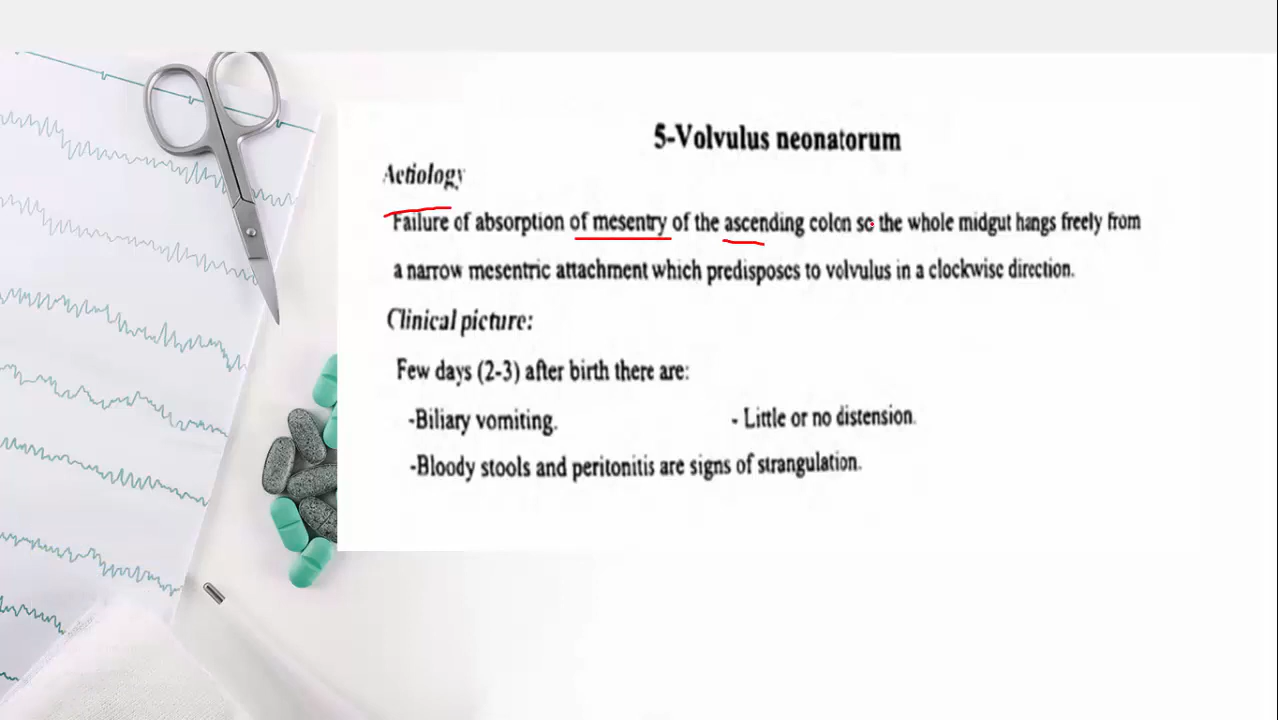 5-Volvulus neonatorum
Aetiology
Failure of absorption of mesentry of the ascending colon so the whole midgut hangs freely from
a narrow mesentric attachment which predisposes to volvulus in a clockwise direction.
Clinical picture:
Few days (2-3) after birth there are:
-Biliary vomiting. - Little or no distension.
-Bloody stools and peritonitis are signs of strangulation.